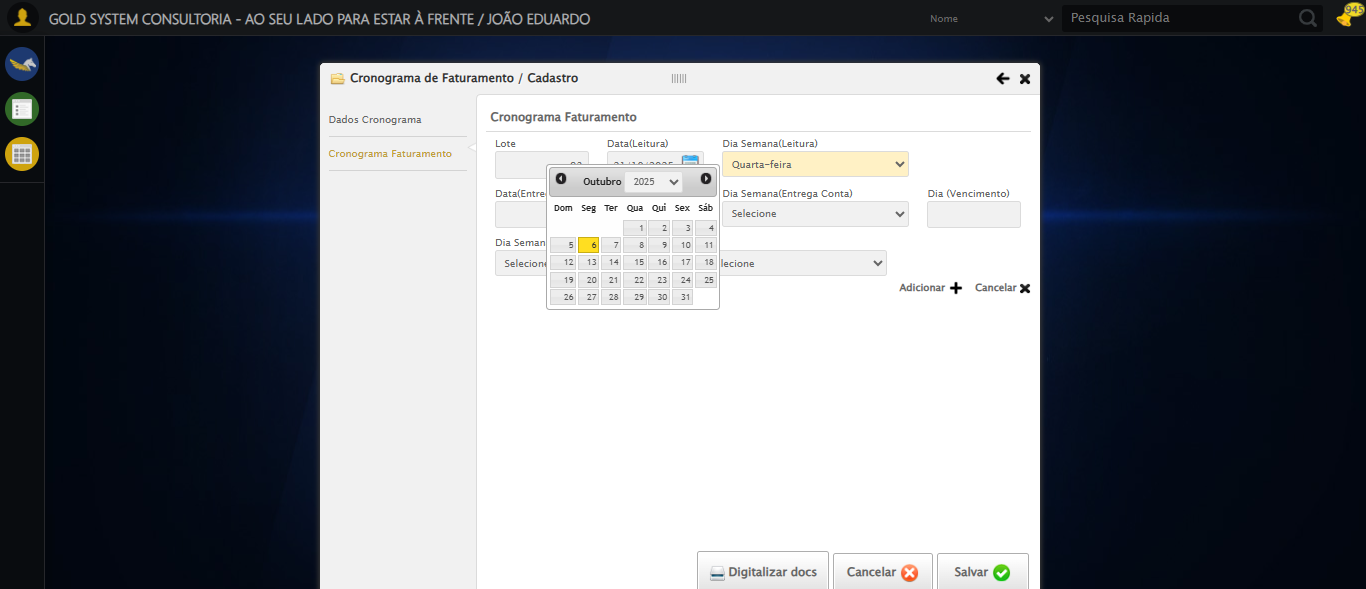 GOLD SYSTEM CONSULTORIA - AO SEU LADO PARA ESTAR À FRENTE / JOÃO EDUARDO
Nome
Pesquisa Rapida
945
Cronograma de Faturamento / Cadastro
Dados Cronograma
Cronograma Faturamento
Cronograma Faturamento
Lote
Data(Leitura)
Dia Semana(Leitura)
Quarta-feira
Data(Entre
Dia Semana(Entrega Conta)
Dia (Vencimento)
Selecione
Dia Seman
Selecion
lecione
Outubro 2025
Dom Seg Ter Qua Qui Sex Sáb
1 2 3 4
5 6 7 8 9 10 11
12 13 14 15 16 17 18
19 20 21 22 23 24 25
26 27 28 29 30 31
Adicionar
Cancelar
Digitalizar docs
Cancelar
Salvar